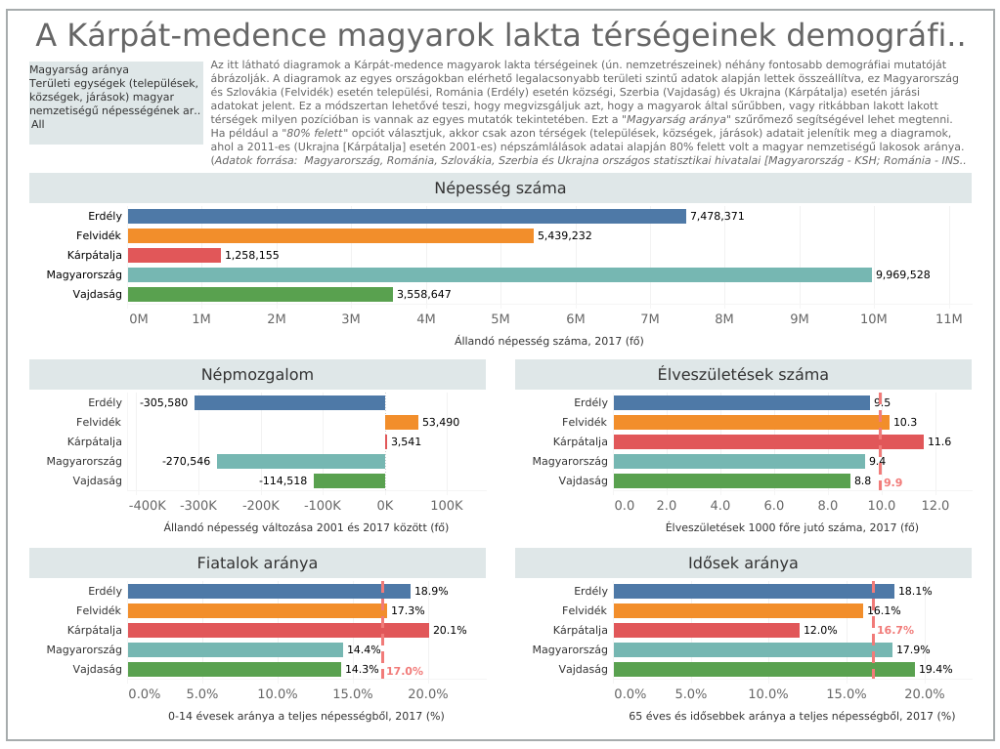 A Kárpát-medence magyarok lakta térségeinek demográfi..
Magyarság aránya
Területi egységek (települések,
községek, járások) magyar
nemzetiségű népességének ar..
All
Az itt látható diagramok a Kárpát-medence magyarok lakta térségeinek (ún. nemzetrészeinek) néhány fontosabb demográfiai mutatóját
ábrázolják. A diagramok az egyes országokban elérhető legalacsonyabb területi szintű adatok alapján lettek összeállítva, ez Magyarország
és Szlovákia (Felvidék) esetén települési, Románia (Erdély) esetén községi, Szerbia (Vajdaság) és Ukrajna (Kárpátalja) esetén járási
adatokat jelent. Ez a módszertan lehetővé teszi, hogy megvizsgáljuk azt, hogy a magyarok által sűrűbben, vagy ritkábban lakott lakott
térségek milyen pozícióban is vannak az egyes mutatók tekintetében. Ezt a "Magyarság aránya" szűrőmező segítségével lehet megtenni.
Ha például a "80% felett" opciót választjuk, akkor csak azon térségek (települések, községek, járások) adatait jelenítik meg a diagramok,
ahol a 2011-es (Ukrajna [Kárpátalja] esetén 2001-es) népszámlálások adatai alapján 80% felett volt a magyar nemzetiségű lakosok aránya.
(Adatok forrása:  Magyarország, Románia, Szlovákia, Szerbia és Ukrajna országos statisztikai hivatalai [Magyarország - KSH; Románia - INS..
Népesség száma
Erdély 7,478,371
Felvidék 5,439,232
Kárpátalja 1,258,155
Magyarország 9,969,528
Vajdaság 3,558,647
0M 1M 2M 3M 4M 5M 6M 7M 8M 9M 10M 11M
Állandó népesség száma, 2017 (fő)
Népmozgalom
Erdély -305,580
Felvidék 53,490
Kárpátalja 3,541
Magyarország -270,546
Vajdaság -114,518
-400K -300K -200K -100K 0K 100K
Állandó népesség változása 2001 és 2017 között (fő)
Élveszületések száma
Erdély 9.5
Felvidék 10.3
Kárpátalja 11.6
Magyarország 9.4
Vajdaság 8.8 9.9
0.0 2.0 4.0 6.0 8.0 10.0 12.0
Élveszületések 1000 főre jutó száma, 2017 (fő)
Fiatalok aránya
Erdély 18.9%
Felvidék 17.3%
Kárpátalja 20.1%
Magyarország 14.4%
Vajdaság 14.3% 17.0%
0.0% 5.0% 10.0% 15.0% 20.0%
0-14 évesek aránya a teljes népességből, 2017 (%)
Idősek aránya
Erdély 18.1%
Felvidék 16.1%
Kárpátalja 12.0% 16.7%
Magyarország 17.9%
Vajdaság 19.4%
0.0% 5.0% 10.0% 15.0% 20.0%
65 éves és idősebbek aránya a teljes népességből, 2017 (%)